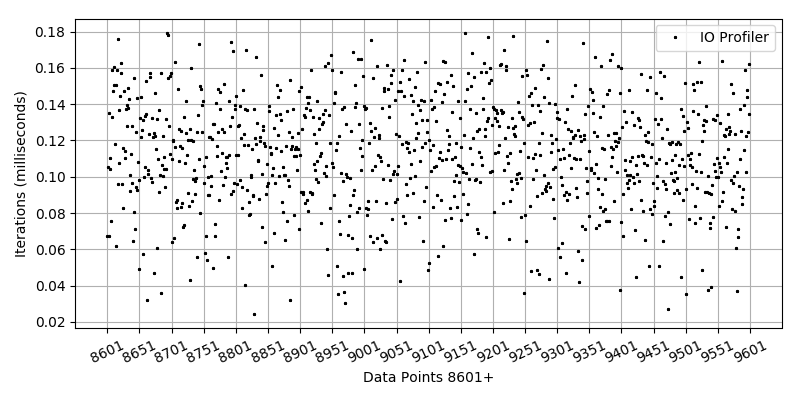 IO Profiler
0.18
0.16
0.14
0.12
0.10
0.08
0.06
0.04
0.02
Iterations (milliseconds)
8601 8651 8701 8751 8801 8851 8901 8951 9001 9051 9101 9151 9201 9251 9301 9351 9401 9451 9501 9551 9601
Data Points 8601+